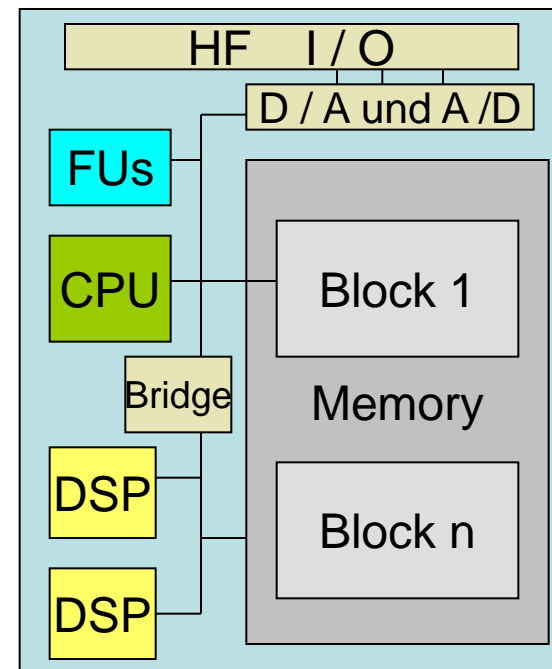 HF I / O
D / A und A /D
FUs
CPU
Block 1
Bridge
Memory
DSP
Block n
DSP